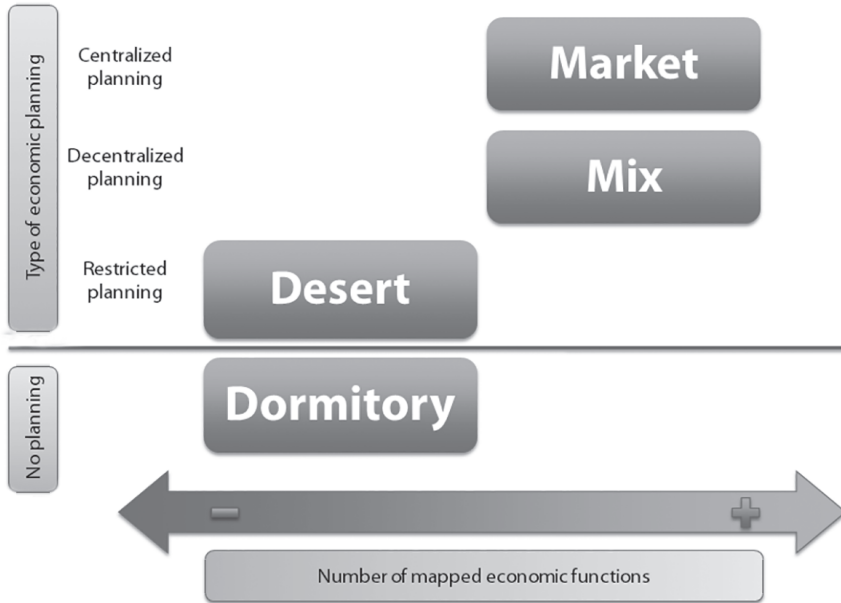 Type of economic planning
Centralized
planning
Market
Decentralized
planning
Mix
Restricted
planning
Desert
No planning
Dormitory
Number of mapped economic functions